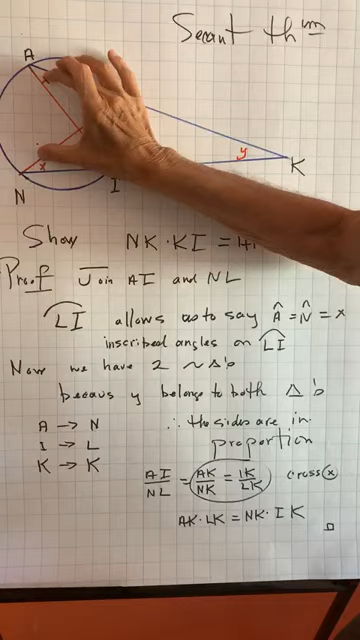 Secant thm
A
x
y
K
x
N
I
Show NK·KI =
Proof Join AI and NL
LI allows us to say Â = N̂ = x
inscribed angles on LI
Now we have 2 ~ Δ's
becaus y belongs to both Δ's
A → N
I → L
K → K
∴ the sides are in
proportion
AI/NL = AK/NK = IK/LK cross ×
AK·LK = NK·IK